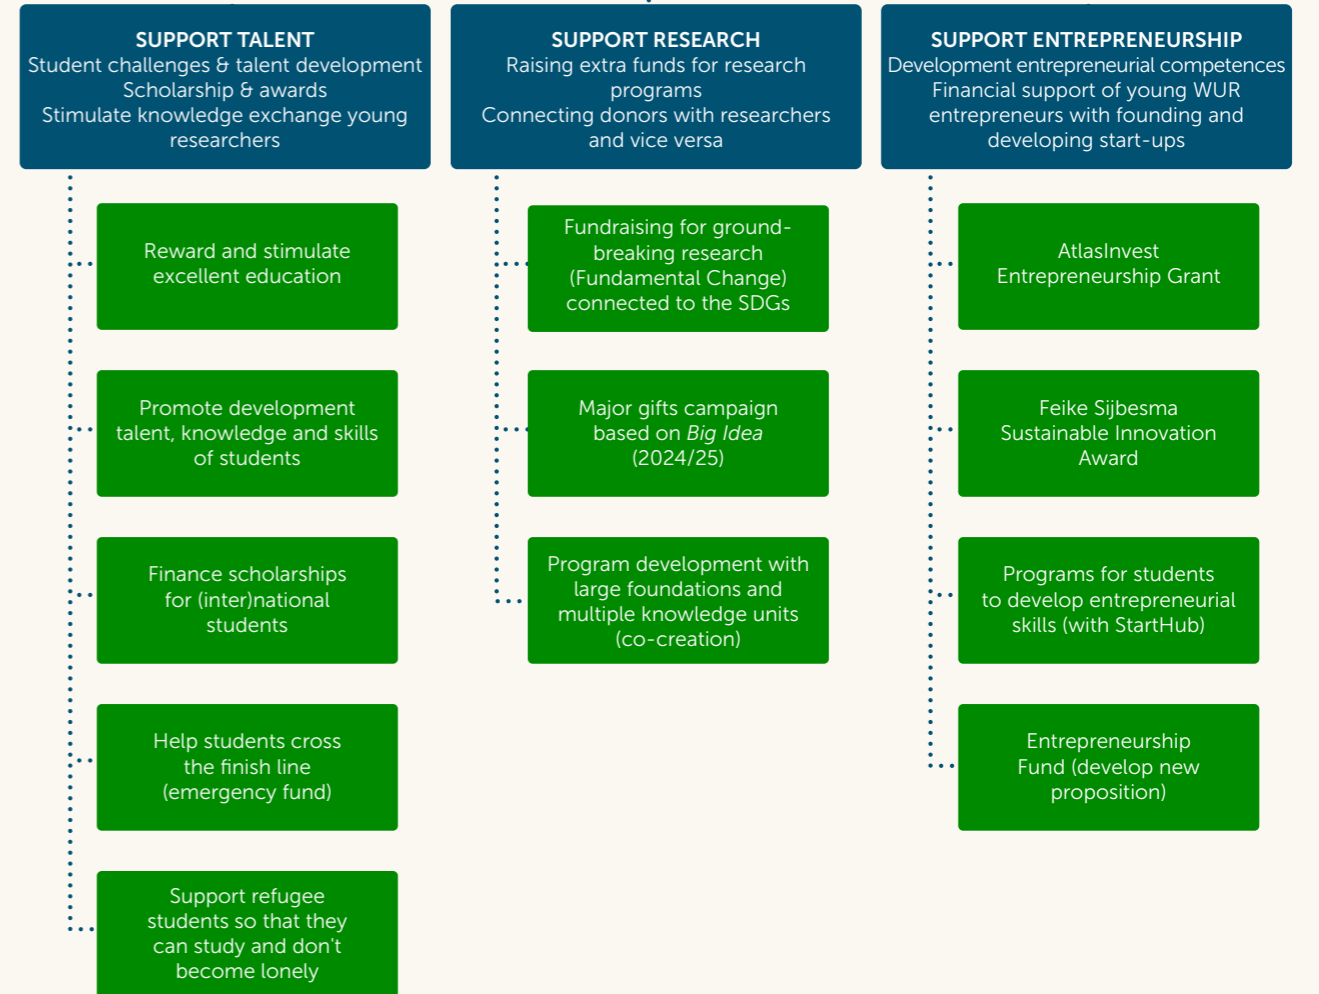 SUPPORT TALENT
Student challenges & talent development
Scholarship & awards
Stimulate knowledge exchange young
researchers
Reward and stimulate
excellent education
Promote development
talent, knowledge and skills
of students
Finance scholarships
for (inter)national
students
Help students cross
the finish line
(emergency fund)
Support refugee
students so that they
can study and don't
become lonely
SUPPORT RESEARCH
Raising extra funds for research
programs
Connecting donors with researchers
and vice versa
Fundraising for ground-
breaking research
(Fundamental Change)
connected to the SDGs
Major gifts campaign
based on Big Idea
(2024/25)
Program development with
large foundations and
multiple knowledge units
(co-creation)
SUPPORT ENTREPRENEURSHIP
Development entrepreneurial competences
Financial support of young WUR
entrepreneurs with founding and
developing start-ups
AtlasInvest
Entrepreneurship Grant
Feike Sijbesma
Sustainable Innovation
Award
Programs for students
to develop entrepreneurial
skills (with StartHub)
Entrepreneurship
Fund (develop new
proposition)